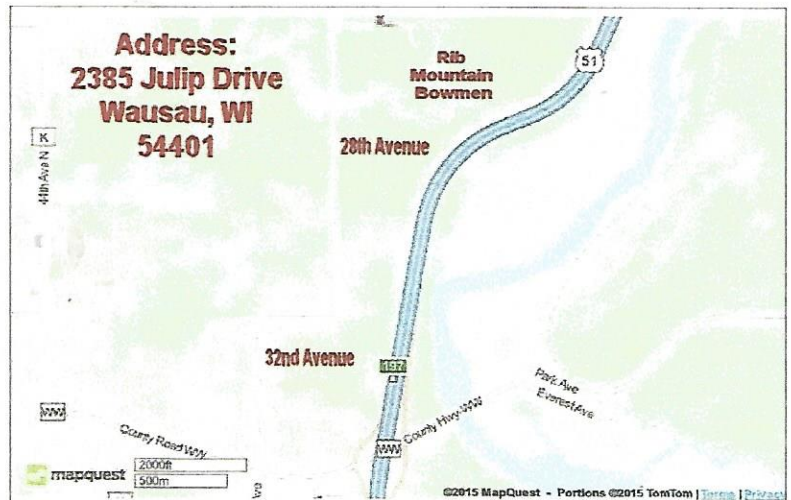 Address:
2385 Julip Drive
Wausau, WI
54401
Rib
Mountain
Bowmen
51
28th Avenue
K
44th Ave N
32nd Avenue
197
Park Ave
Everest Ave
WW
County Road WW
County Hwy-WW
WW
mapquest
2000ft
500m
©2015 MapQuest - Portions ©2015 TomTom | Terms | Privacy